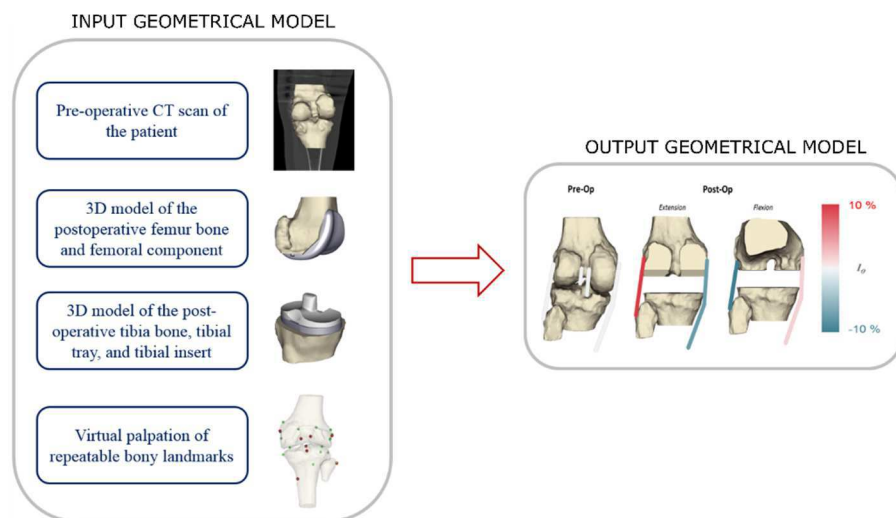 INPUT GEOMETRICAL MODEL
Pre-operative CT scan of
the patient
3D model of the
postoperative femur bone
and femoral component
3D model of the post-
operative tibia bone, tibial
tray, and tibial insert
Virtual palpation of
repeatable bony landmarks
OUTPUT GEOMETRICAL MODEL
Pre-Op
Post-Op
Extension
Flexion
10 %
-10 %